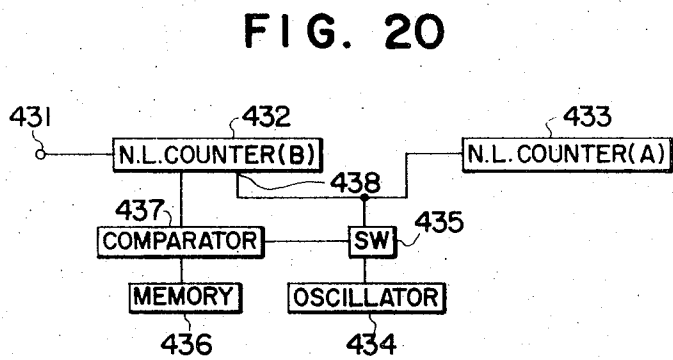 FIG. 20
431
432
433
N.L.COUNTER(B)
N.L.COUNTER(A)
438
437
435
COMPARATOR
SW
MEMORY
OSCILLATOR
436
434